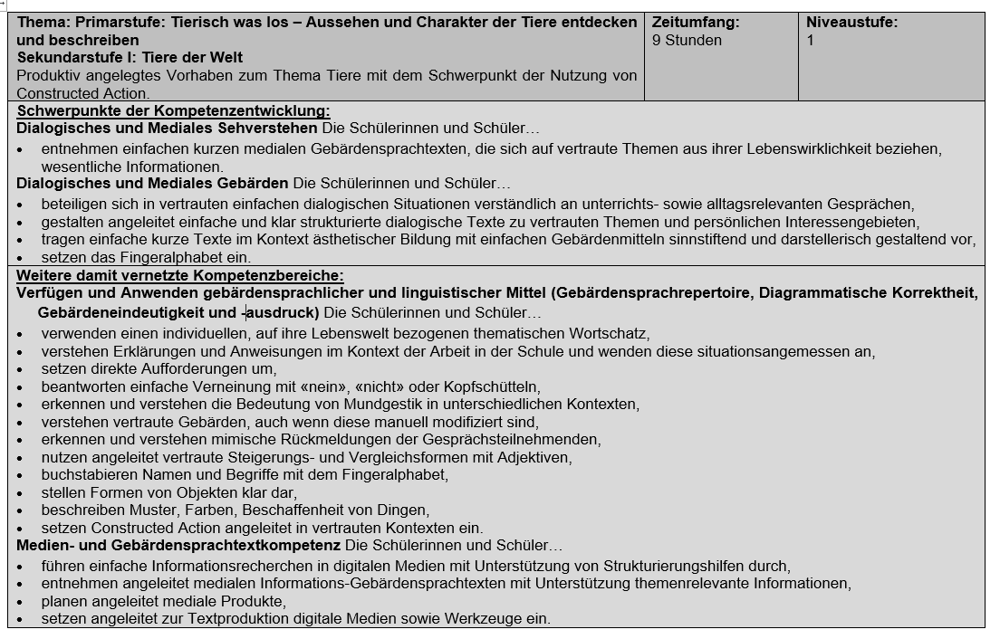 Thema: Primarstufe: Tierisch was los – Aussehen und Charakter der Tiere entdecken
und beschreiben
Sekundarstufe I: Tiere der Welt
Produktiv angelegtes Vorhaben zum Thema Tiere mit dem Schwerpunkt der Nutzung von
Constructed Action.
Zeitumfang:
9 Stunden
Niveaustufe:
1
Schwerpunkte der Kompetenzentwicklung:
Dialogisches und Mediales Sehverstehen Die Schülerinnen und Schüler…
• entnehmen einfachen kurzen medialen Gebärdensprachtexten, die sich auf vertraute Themen aus ihrer Lebenswirklichkeit beziehen,
wesentliche Informationen.
Dialogisches und Mediales Gebärden Die Schülerinnen und Schüler…
• beteiligen sich in vertrauten einfachen dialogischen Situationen verständlich an unterrichts- sowie alltagsrelevanten Gesprächen,
• gestalten angeleitet einfache und klar strukturierte dialogische Texte zu vertrauten Themen und persönlichen Interessengebieten,
• tragen einfache kurze Texte im Kontext ästhetischer Bildung mit einfachen Gebärdenmitteln sinnstiftend und darstellerisch gestaltend vor,
• setzen das Fingeralphabet ein.
Weitere damit vernetzte Kompetenzbereiche:
Verfügen und Anwenden gebärdensprachlicher und linguistischer Mittel (Gebärdensprachrepertoire, Diagrammatische Korrektheit,
Gebärdeneindeutigkeit und -ausdruck) Die Schülerinnen und Schüler…
• verwenden einen individuellen, auf ihre Lebenswelt bezogenen thematischen Wortschatz,
• verstehen Erklärungen und Anweisungen im Kontext der Arbeit in der Schule und wenden diese situationsangemessen an,
• setzen direkte Aufforderungen um,
• beantworten einfache Verneinung mit «nein», «nicht» oder Kopfschütteln,
• erkennen und verstehen die Bedeutung von Mundgestik in unterschiedlichen Kontexten,
• verstehen vertraute Gebärden, auch wenn diese manuell modifiziert sind,
• erkennen und verstehen mimische Rückmeldungen der Gesprächsteilnehmenden,
• nutzen angeleitet vertraute Steigerungs- und Vergleichsformen mit Adjektiven,
• buchstabieren Namen und Begriffe mit dem Fingeralphabet,
• stellen Formen von Objekten klar dar,
• beschreiben Muster, Farben, Beschaffenheit von Dingen,
• setzen Constructed Action angeleitet in vertrauten Kontexten ein.
Medien- und Gebärdensprachtextkompetenz Die Schülerinnen und Schüler…
• führen einfache Informationsrecherchen in digitalen Medien mit Unterstützung von Strukturierungshilfen durch,
• entnehmen angeleitet medialen Informations-Gebärdensprachtexten mit Unterstützung themenrelevante Informationen,
• planen angeleitet mediale Produkte,
• setzen angeleitet zur Textproduktion digitale Medien sowie Werkzeuge ein.